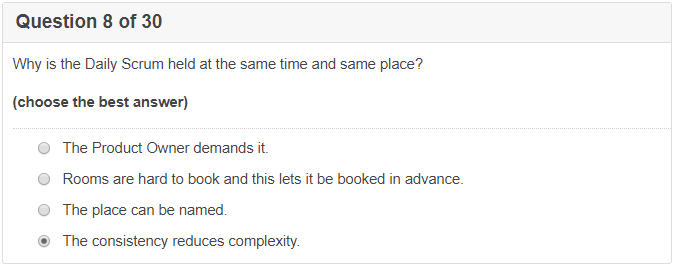 Question 8 of 30
Why is the Daily Scrum held at the same time and same place?
(choose the best answer)
The Product Owner demands it.
Rooms are hard to book and this lets it be booked in advance.
The place can be named.
The consistency reduces complexity.